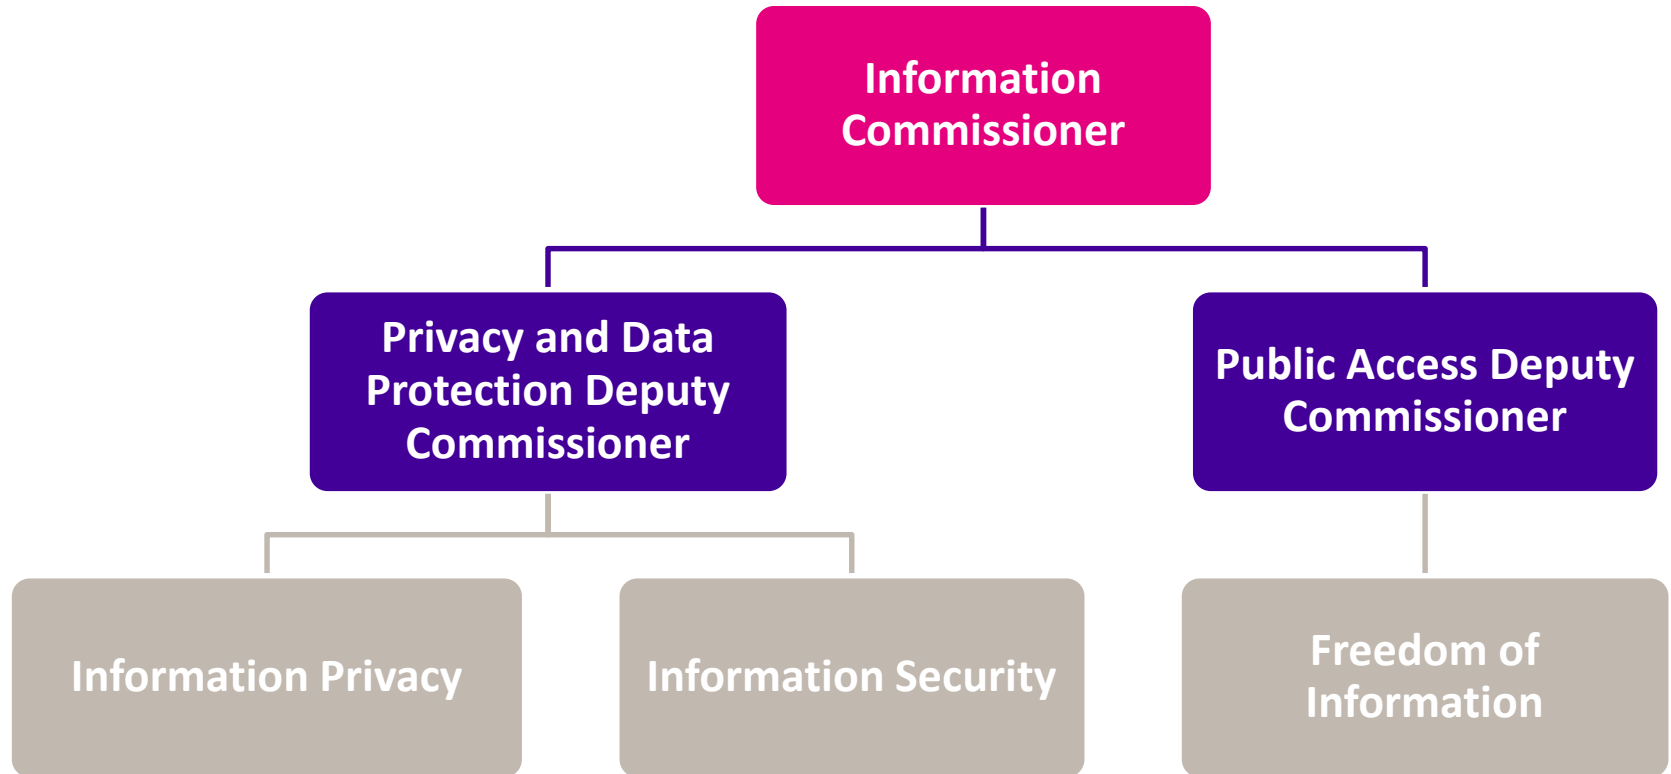 Information
Commissioner
Privacy and Data
Protection Deputy
Commissioner
Public Access Deputy
Commissioner
Information Privacy
Information Security
Freedom of
Information